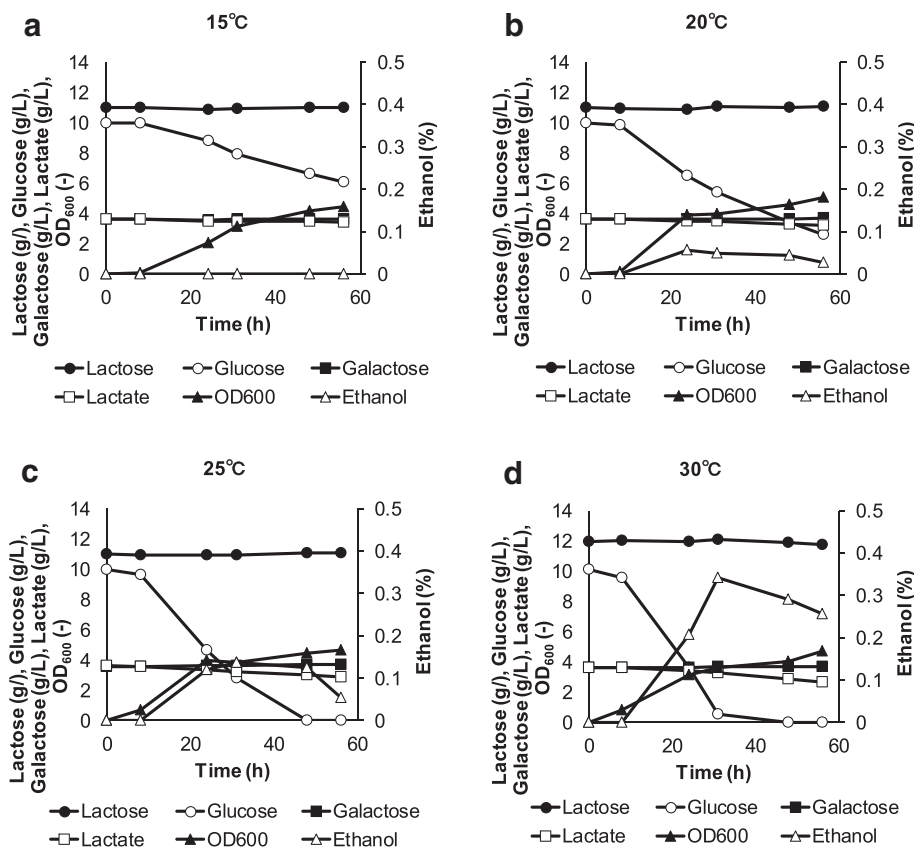 a
15°C
Lactose (g/), Glucose (g/L),
Galactose (g/L), Lactate (g/L),
OD600 (-)
14
12
10
8
6
4
2
0
0.5
0.4
0.3
0.2
0.1
0
Ethanol (%)
0 20 40 60
Time (h)
Lactose Glucose Galactose
Lactate OD600 Ethanol
b
20°C
Lactose (g/), Glucose (g/L),
Galactose (g/L), Lactate (g/L),
OD600 (-)
14
12
10
8
6
4
2
0
0.5
0.4
0.3
0.2
0.1
0
Ethanol (%)
0 20 40 60
Time (h)
Lactose Glucose Galactose
Lactate OD600 Ethanol
c
25°C
Lactose (g/), Glucose (g/L),
Galactose (g/L), Lactate (g/L),
OD600 (-)
14
12
10
8
6
4
2
0
0.5
0.4
0.3
0.2
0.1
0
Ethanol (%)
0 20 40 60
Time (h)
Lactose Glucose Galactose
Lactate OD600 Ethanol
d
30°C
Lactose (g/), Glucose (g/L),
Galactose (g/L), Lactate (g/L),
OD600 (-)
14
12
10
8
6
4
2
0
0.5
0.4
0.3
0.2
0.1
0
Ethanol (%)
0 20 40 60
Time (h)
Lactose Glucose Galactose
Lactate OD600 Ethanol